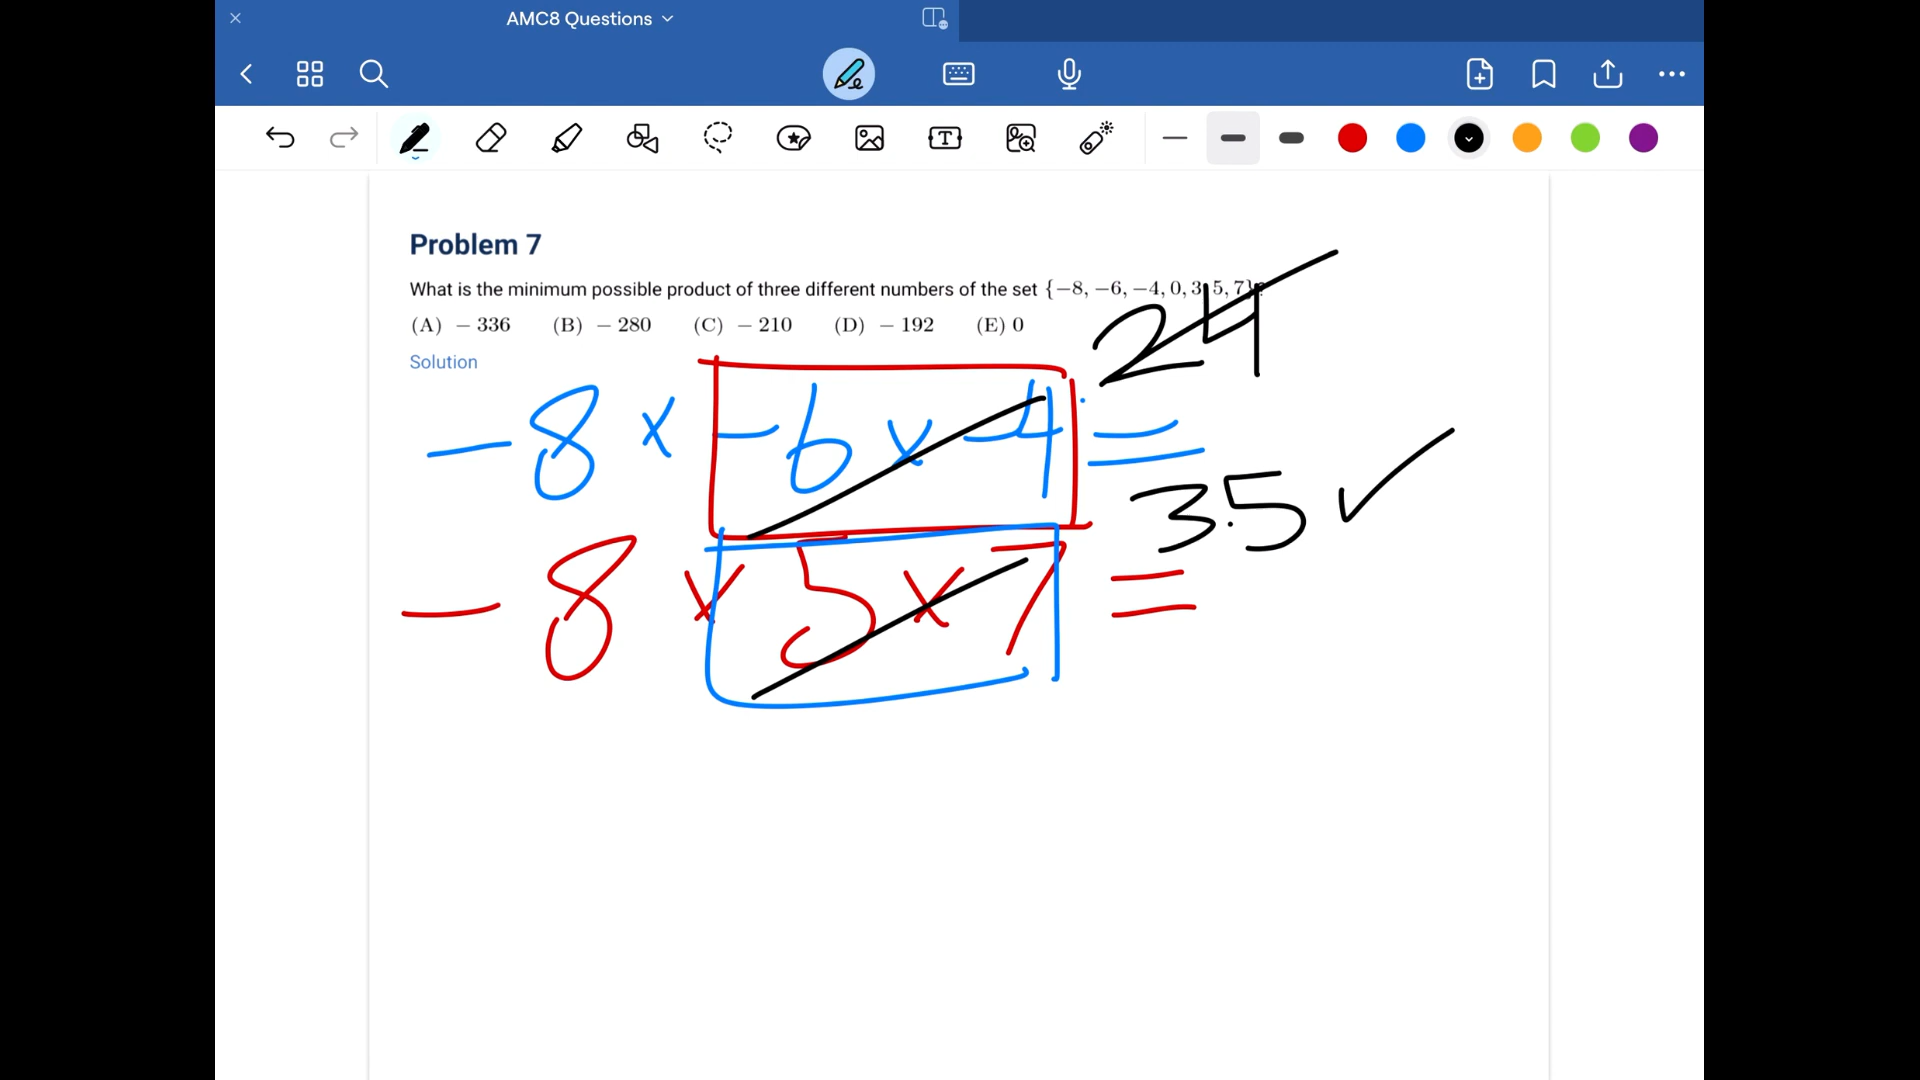 AMC8 Questions
Problem 7
What is the minimum possible product of three different numbers of the set {−8, −6, −4, 0, 3, 5, 7}?
(A) − 336 (B) − 280 (C) − 210 (D) − 192 (E) 0
24
Solution
−8 × −6 × −4 =
35 ✓
−8 × 5 × 7 =